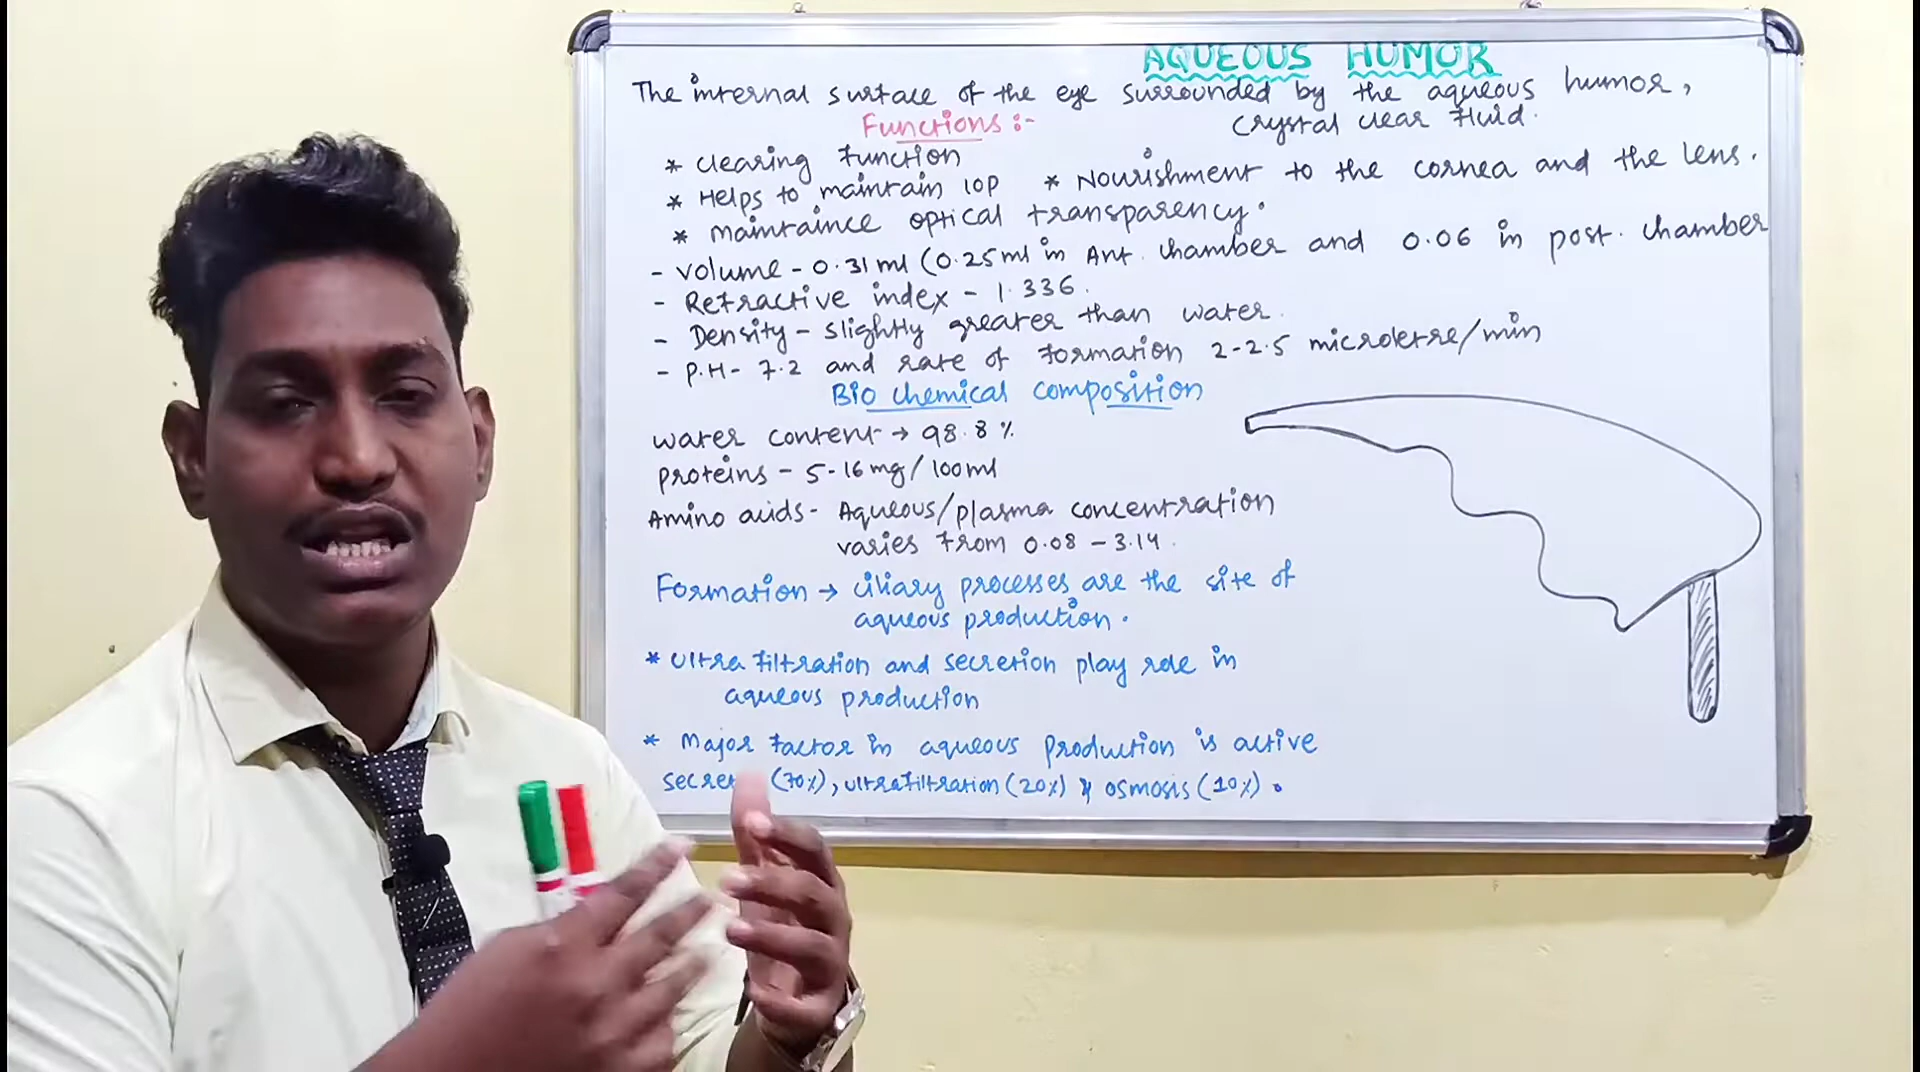 AQUEOUS HUMOR
The internal surface of the eye surrounded by the aqueous humor,
crystal clear fluid.
Functions :-
* clearing function
* Helps to maintain IOP * Nourishment to the cornea and the lens.
* maintaince optical transparency.
- volume - 0.31 ml (0.25 ml in Ant. chamber and 0.06 in post. chamber
- Refractive index - 1.336.
- Density - slightly greater than water.
- P.H - 7.2 and rate of formation 2-2.5 /min
Bio chemical composition
water content → 98.8 %
proteins - 5-16 mg/100 ml
Amino acids - Aqueous/plasma concentration
varies from 0.08 - 3.14.
Formation → ciliary processes are the site of
aqueous production.
* ultra filtration and secretion play role in
aqueous production
* Major factor in aqueous production is active
(70%), ultrafiltration (20%) & osmosis (10%).